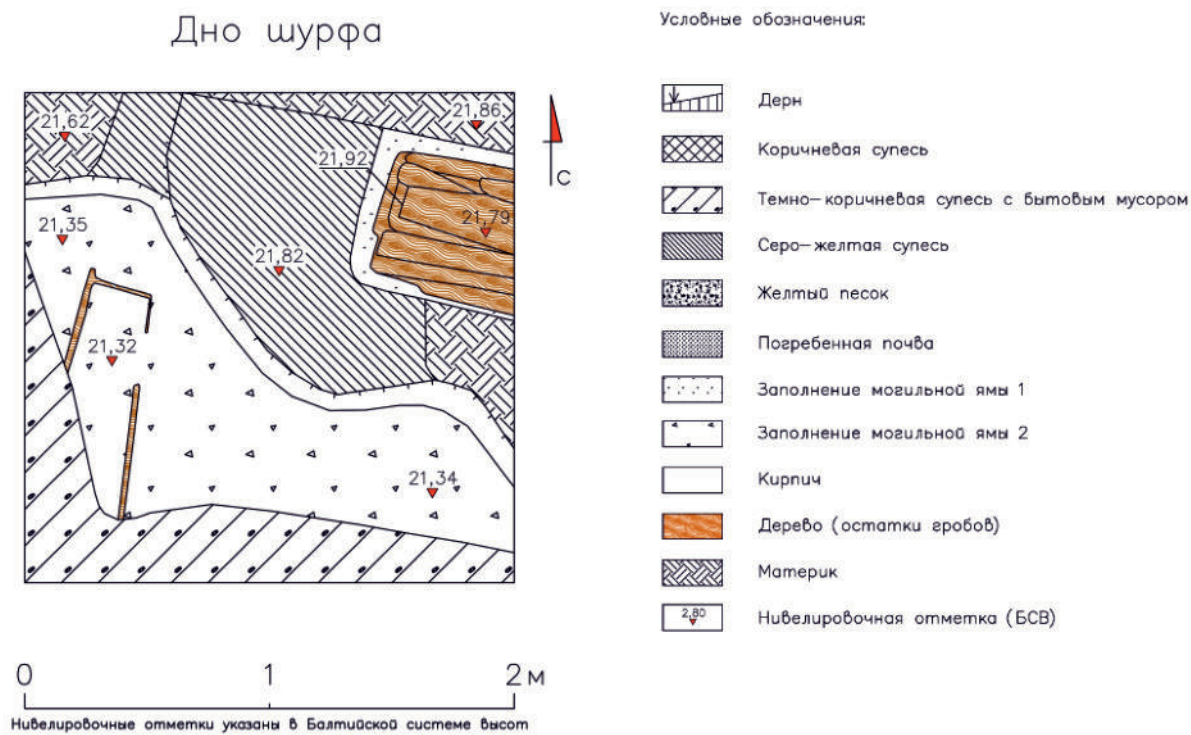 Дно шурфа
21,62
21,86
21,92
21,79
21,35
21,82
21,32
21,34
С
0 1 2 м
Нивелировочные отметки указаны в Балтийской системе высот
Условные обозначения:
Дерн
Коричневая супесь
Темно-коричневая супесь с бытовым мусором
Серо-желтая супесь
Желтый песок
Погребенная почва
Заполнение могильной ямы 1
Заполнение могильной ямы 2
Кирпич
Дерево (остатки гробов)
Материк
2,80 Нивелировочная отметка (БСВ)